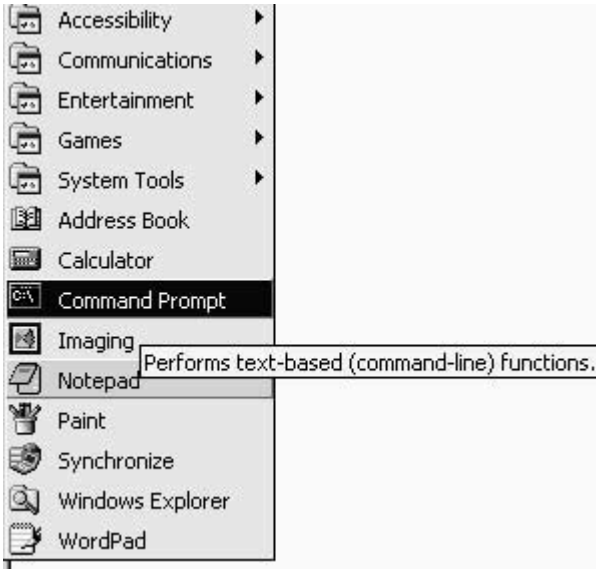 Accessibility
Communications
Entertainment
Games
System Tools
Address Book
Calculator
C:\
Command Prompt
Imaging
Performs text-based (command-line) functions.
Notepad
Paint
Synchronize
Windows Explorer
WordPad